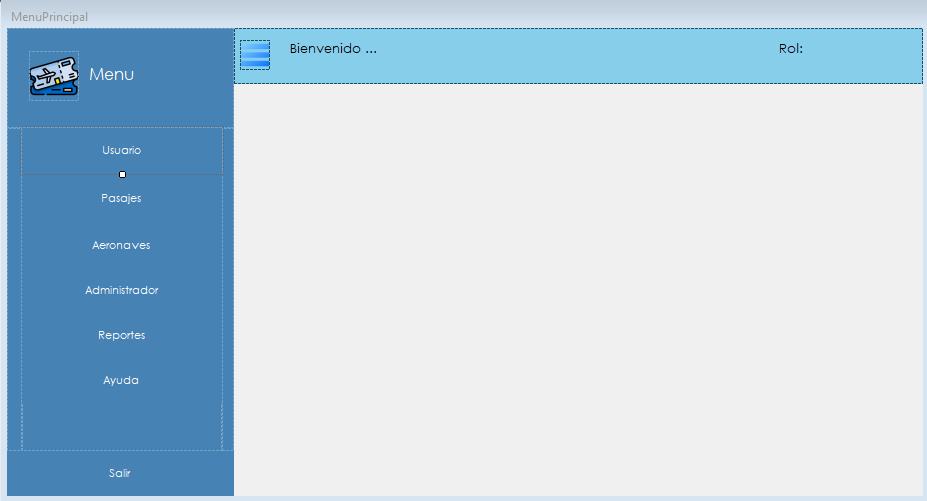 MenuPrincipal
Menu
Bienvenido ...
Rol:
Usuario
Pasajes
Aeronaves
Administrador
Reportes
Ayuda
Salir